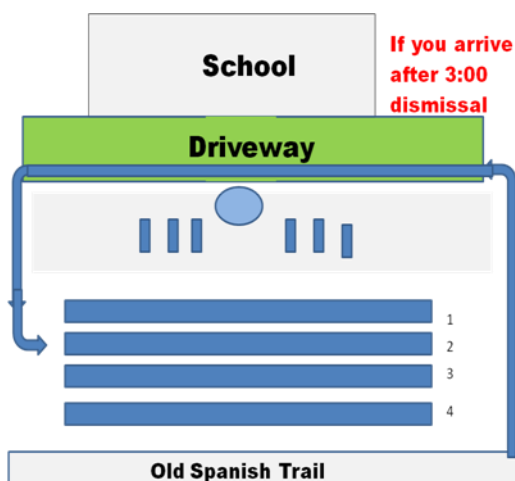 School
If you arrive
after 3:00
dismissal
Driveway
1
2
3
4
Old Spanish Trail